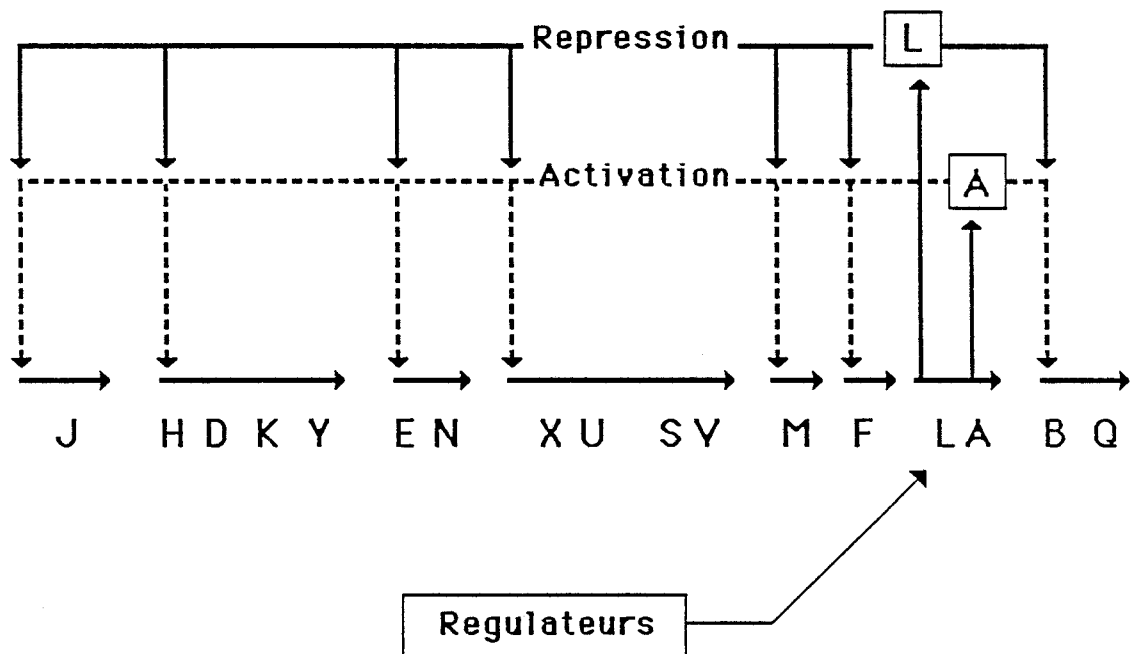 Repression L
Activation A
J H D K Y E N X U S V M F L A B Q
Regulateurs